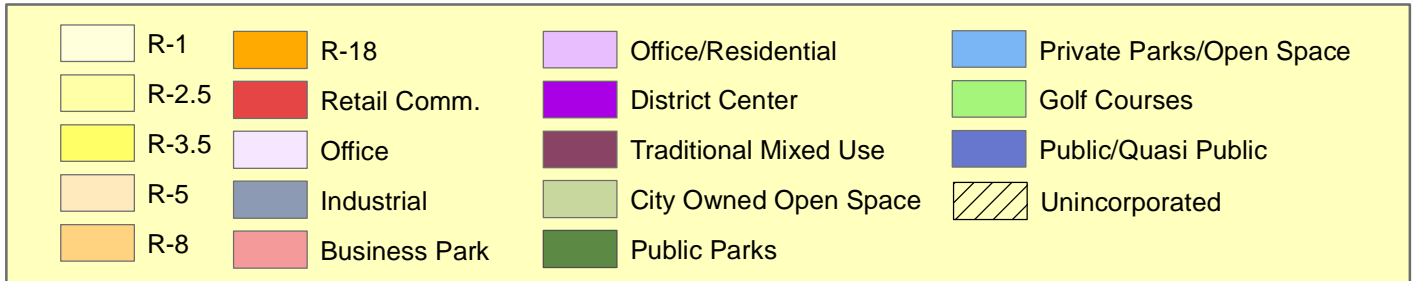 R-1
R-2.5
R-3.5
R-5
R-8
R-18
Retail Comm.
Office
Industrial
Business Park
Office/Residential
District Center
Traditional Mixed Use
City Owned Open Space
Public Parks
Private Parks/Open Space
Golf Courses
Public/Quasi Public
Unincorporated